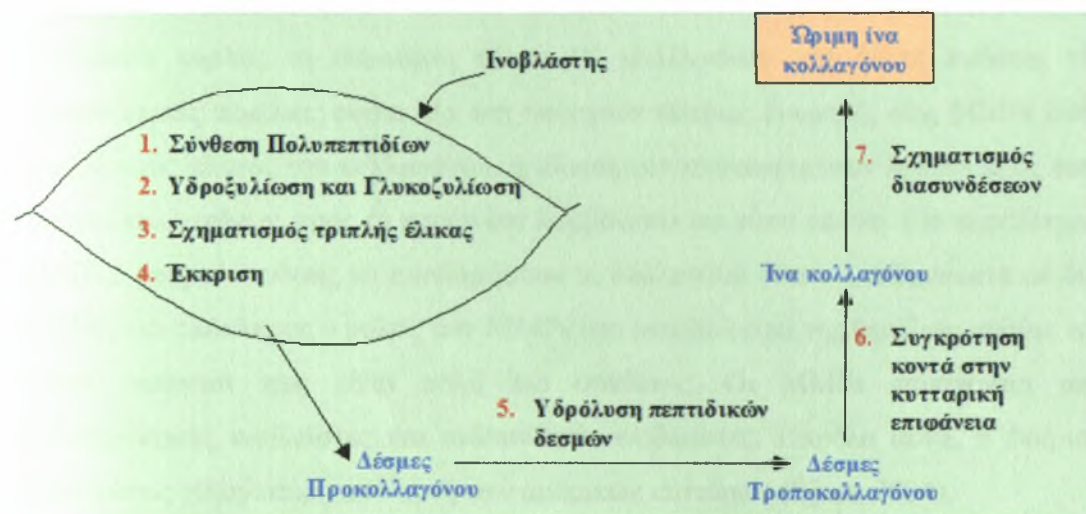 Ινοβλάστης
1. Σύνθεση Πολυπεπτιδίων
2. Υδροξυλίωση και Γλυκοζυλίωση
3. Σχηματισμός τριπλής έλικας
4. Έκκριση
Δέσμες
Προκολλαγόνου
5. Υδρόλυση πεπτιδικών
δεσμών
Δέσμες
Τροποκολλαγόνου
6. Συγκρότηση
κοντά στην
κυτταρική
επιφάνεια
Ίνα κολλαγόνου
7. Σχηματισμός
διασυνδέσεων
Ώριμη ίνα
κολλαγόνου